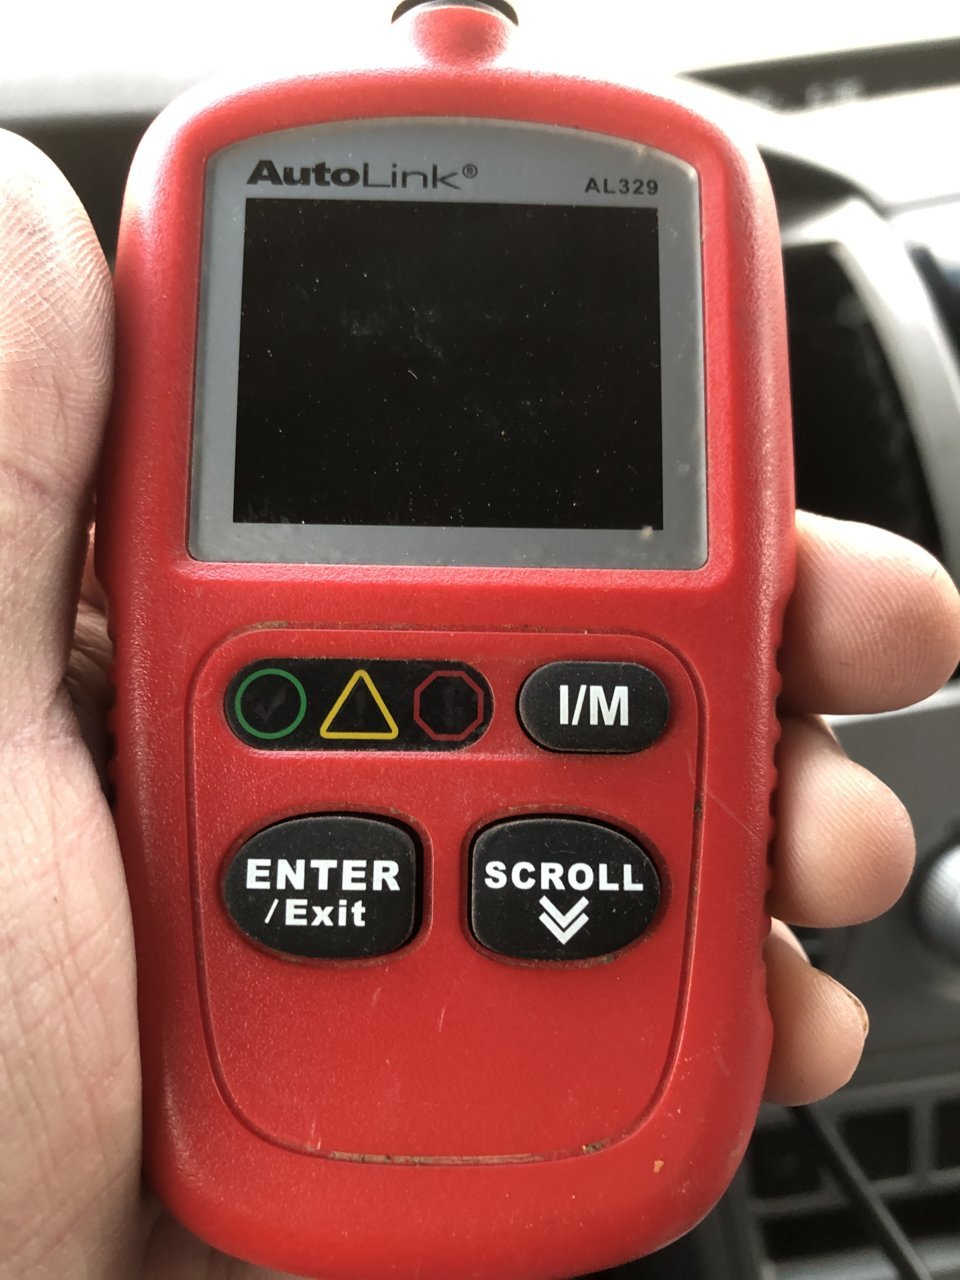 AutoLink®
AL329
I/M
ENTER
/Exit
SCROLL